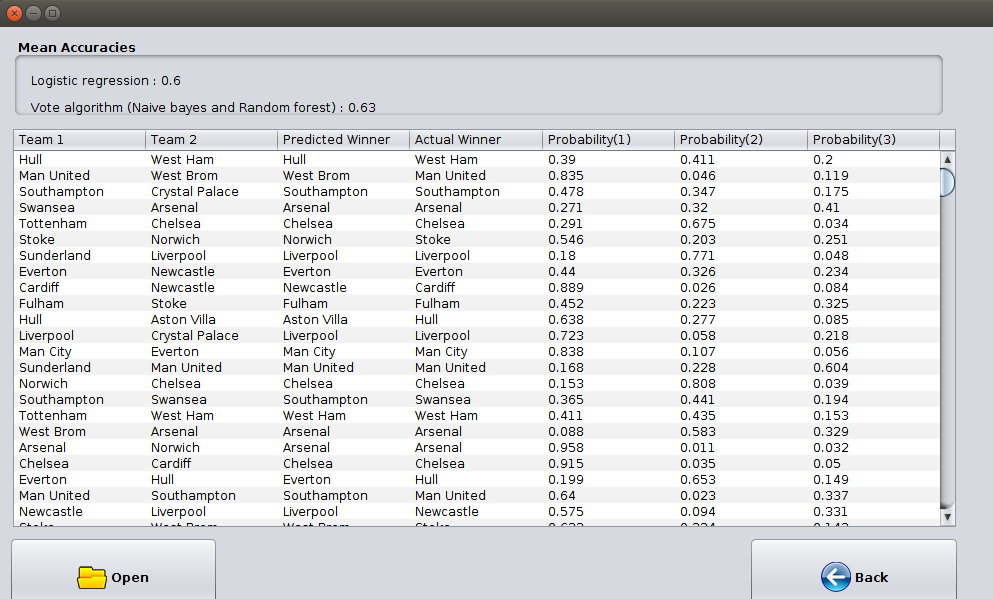 Mean Accuracies
Logistic regression : 0.6
Vote algorithm (Naive bayes and Random forest) : 0.63
Team 1 Team 2 Predicted Winner Actual Winner Probability(1) Probability(2) Probability(3)
Hull West Ham Hull West Ham 0.39 0.411 0.2
Man United West Brom West Brom Man United 0.835 0.046 0.119
Southampton Crystal Palace Southampton Southampton 0.478 0.347 0.175
Swansea Arsenal Arsenal Arsenal 0.271 0.32 0.41
Tottenham Chelsea Chelsea Chelsea 0.291 0.675 0.034
Stoke Norwich Norwich Stoke 0.546 0.203 0.251
Sunderland Liverpool Liverpool Liverpool 0.18 0.771 0.048
Everton Newcastle Everton Everton 0.44 0.326 0.234
Cardiff Newcastle Newcastle Cardiff 0.889 0.026 0.084
Fulham Stoke Fulham Fulham 0.452 0.223 0.325
Hull Aston Villa Aston Villa Hull 0.638 0.277 0.085
Liverpool Crystal Palace Liverpool Liverpool 0.723 0.058 0.218
Man City Everton Man City Man City 0.838 0.107 0.056
Sunderland Man United Man United Man United 0.168 0.228 0.604
Norwich Chelsea Chelsea Chelsea 0.153 0.808 0.039
Southampton Swansea Southampton Swansea 0.365 0.441 0.194
Tottenham West Ham West Ham West Ham 0.411 0.435 0.153
West Brom Arsenal Arsenal Arsenal 0.088 0.583 0.329
Arsenal Norwich Arsenal Arsenal 0.958 0.011 0.032
Chelsea Cardiff Chelsea Chelsea 0.915 0.035 0.05
Everton Hull Everton Hull 0.199 0.653 0.149
Man United Southampton Southampton Man United 0.64 0.023 0.337
Newcastle Liverpool Liverpool Newcastle 0.575 0.094 0.331
Stoke West Brom West Brom Stoke
Open
Back